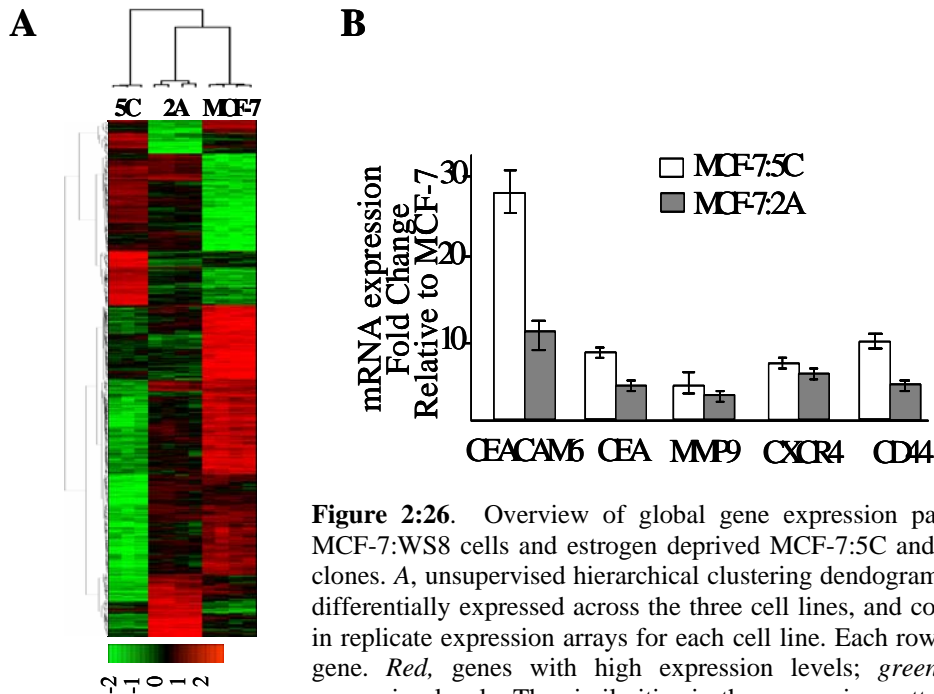 A
B
5C 2A MCF-7
mRNA expression
Fold Change
Relative to MCF-7
30
20
10
MCF-7:5C
MCF-7:2A
CEACAM6 CEA MMP9 CXCR4 CD44
-2 -1 0 1 2
Figure 2:26. Overview of global gene expression pa
MCF-7:WS8 cells and estrogen deprived MCF-7:5C and
clones. A, unsupervised hierarchical clustering dendogram
differentially expressed across the three cell lines, and co
in replicate expression arrays for each cell line. Each row
gene. Red, genes with high expression levels; green